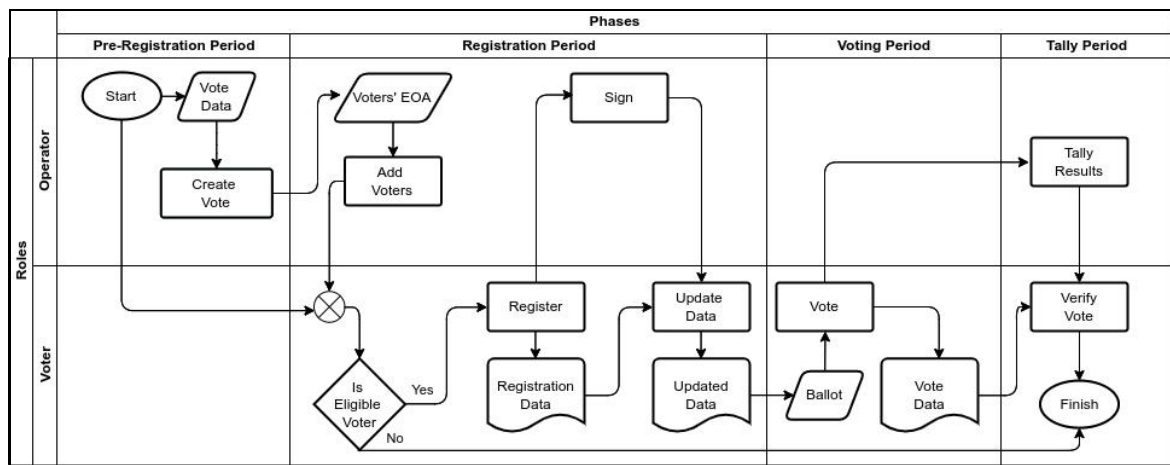 Phases
Pre-Registration Period
Registration Period
Voting Period
Tally Period
Roles
Operator
Start
Vote
Data
Create
Vote
Voters' EOA
Add
Voters
Sign
Tally
Results
Voter
Is
Eligible
Voter
Yes
No
Register
Registration
Data
Update
Data
Updated
Data
Vote
Ballot
Vote
Data
Verify
Vote
Finish